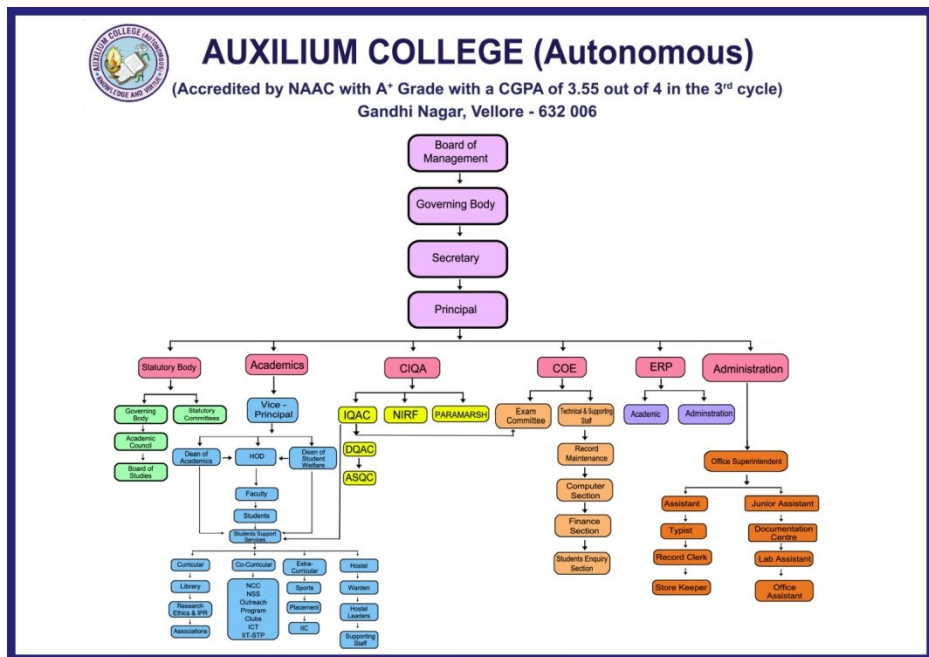 AUXILIUM COLLEGE (AUTONOMOUS)
KNOWLEDGE AND VIRTUE
AUXILIUM COLLEGE (Autonomous)
(Accredited by NAAC with A+ Grade with a CGPA of 3.55 out of 4 in the 3rd cycle)
Gandhi Nagar, Vellore - 632 006
Board of
Management
Governing Body
Secretary
Principal
Statutory Body
Academics
CIQA
COE
ERP
Administration
Governing
Body
Statutory
Committees
Academic
Council
Board of
Studies
Vice -
Principal
Dean of
Academics
HOD
Dean of
Student
Welfare
Faculty
Students
Students Support
Services
Curricular
Library
Research
Ethics & IPR
Associations
Co-Curricular
NCC
NSS
Outreach
Program
Clubs
ICT
IIT-STP
Extra-
Curricular
Sports
Placement
IIC
Hostel
Warden
Hostel
Leaders
Supporting
Staff
IQAC
NIRF
PARAMARSH
DQAC
ASQC
Exam
Committee
Technical & Supporting
Staff
Record
Maintenance
Computer
Section
Finance
Section
Students Enquiry
Section
Academic
Adminstration
Office Superintendent
Assistant
Typist
Record Clerk
Store Keeper
Junior Assistant
Documentation
Centre
Lab Assistant
Office
Assistant